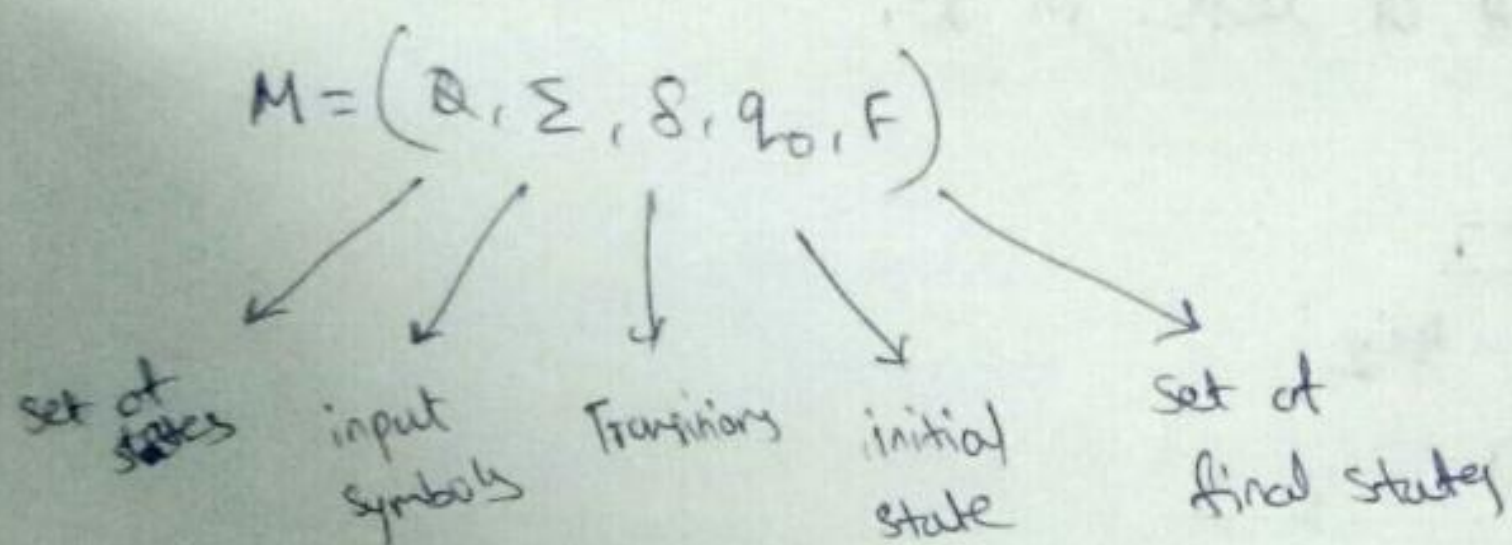 M = (Q, Σ, δ, q₀, F)
set of states
input symbols
Transitions
initial state
set of final states